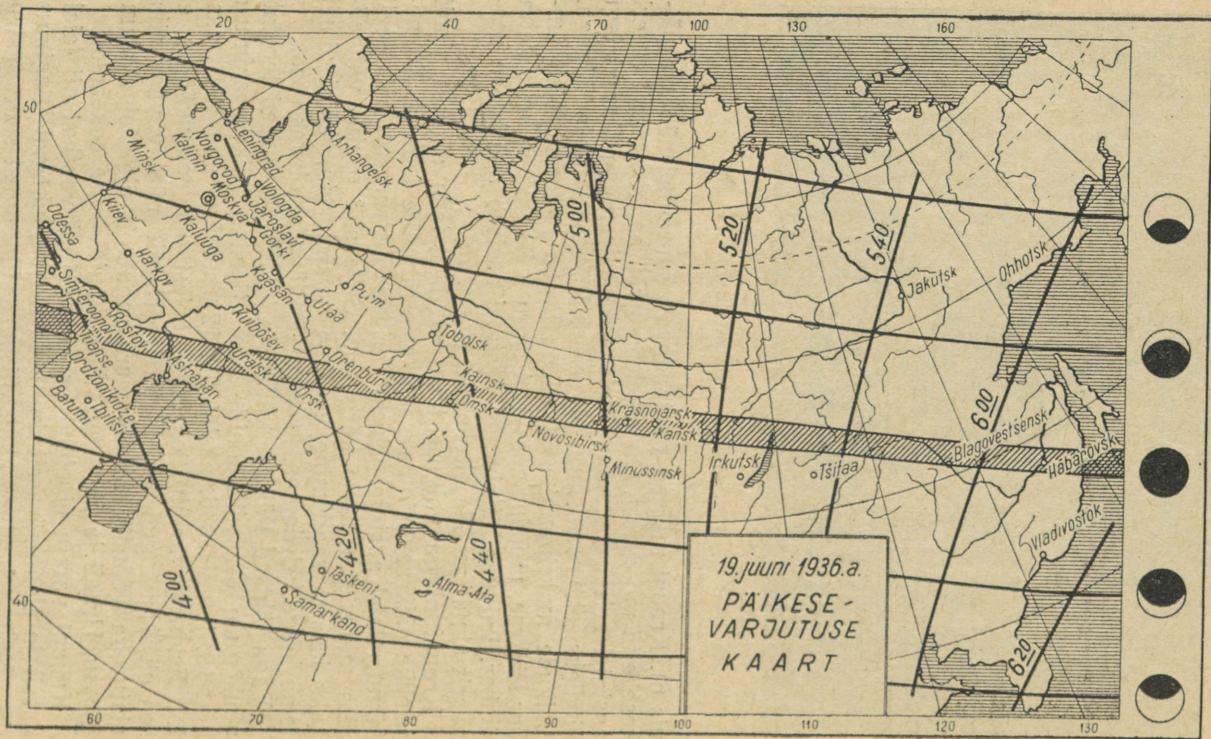 20 40 70 100 130 160
50
Leningrad
Novgorod
Kalinin
Minsk
Arhangelsk
Vologda
Moskva
Jaroslavl
Kiiev
Kaluuga
Gorki
Odessa
Harkov
Kaasan
Ufaa
Simferoopol
Rostov
Kuibõšev
Tuapse
Ordžonikidze
Astrahan
Uralsk
Orenburg
Orsk
Batumi
Tbilisi
Tobolsk
Kainsk
Omsk
Novosibirsk
Krasnojarsk
Kansk
Minussinsk
Irkutsk
Tšitaa
Jakutsk
Ohhotsk
Blagoveštšensk
Habarovsk
Vladivostok
Taškent
Samarkand
Alma-Ata
4 00
4 20
4 40
5 00
5 20
5 40
6 00
6 20
40
19. juuni 1936.a.
PÄIKESE-
VARJUTUSE
KAART
60 70 80 90 100 110 120 130